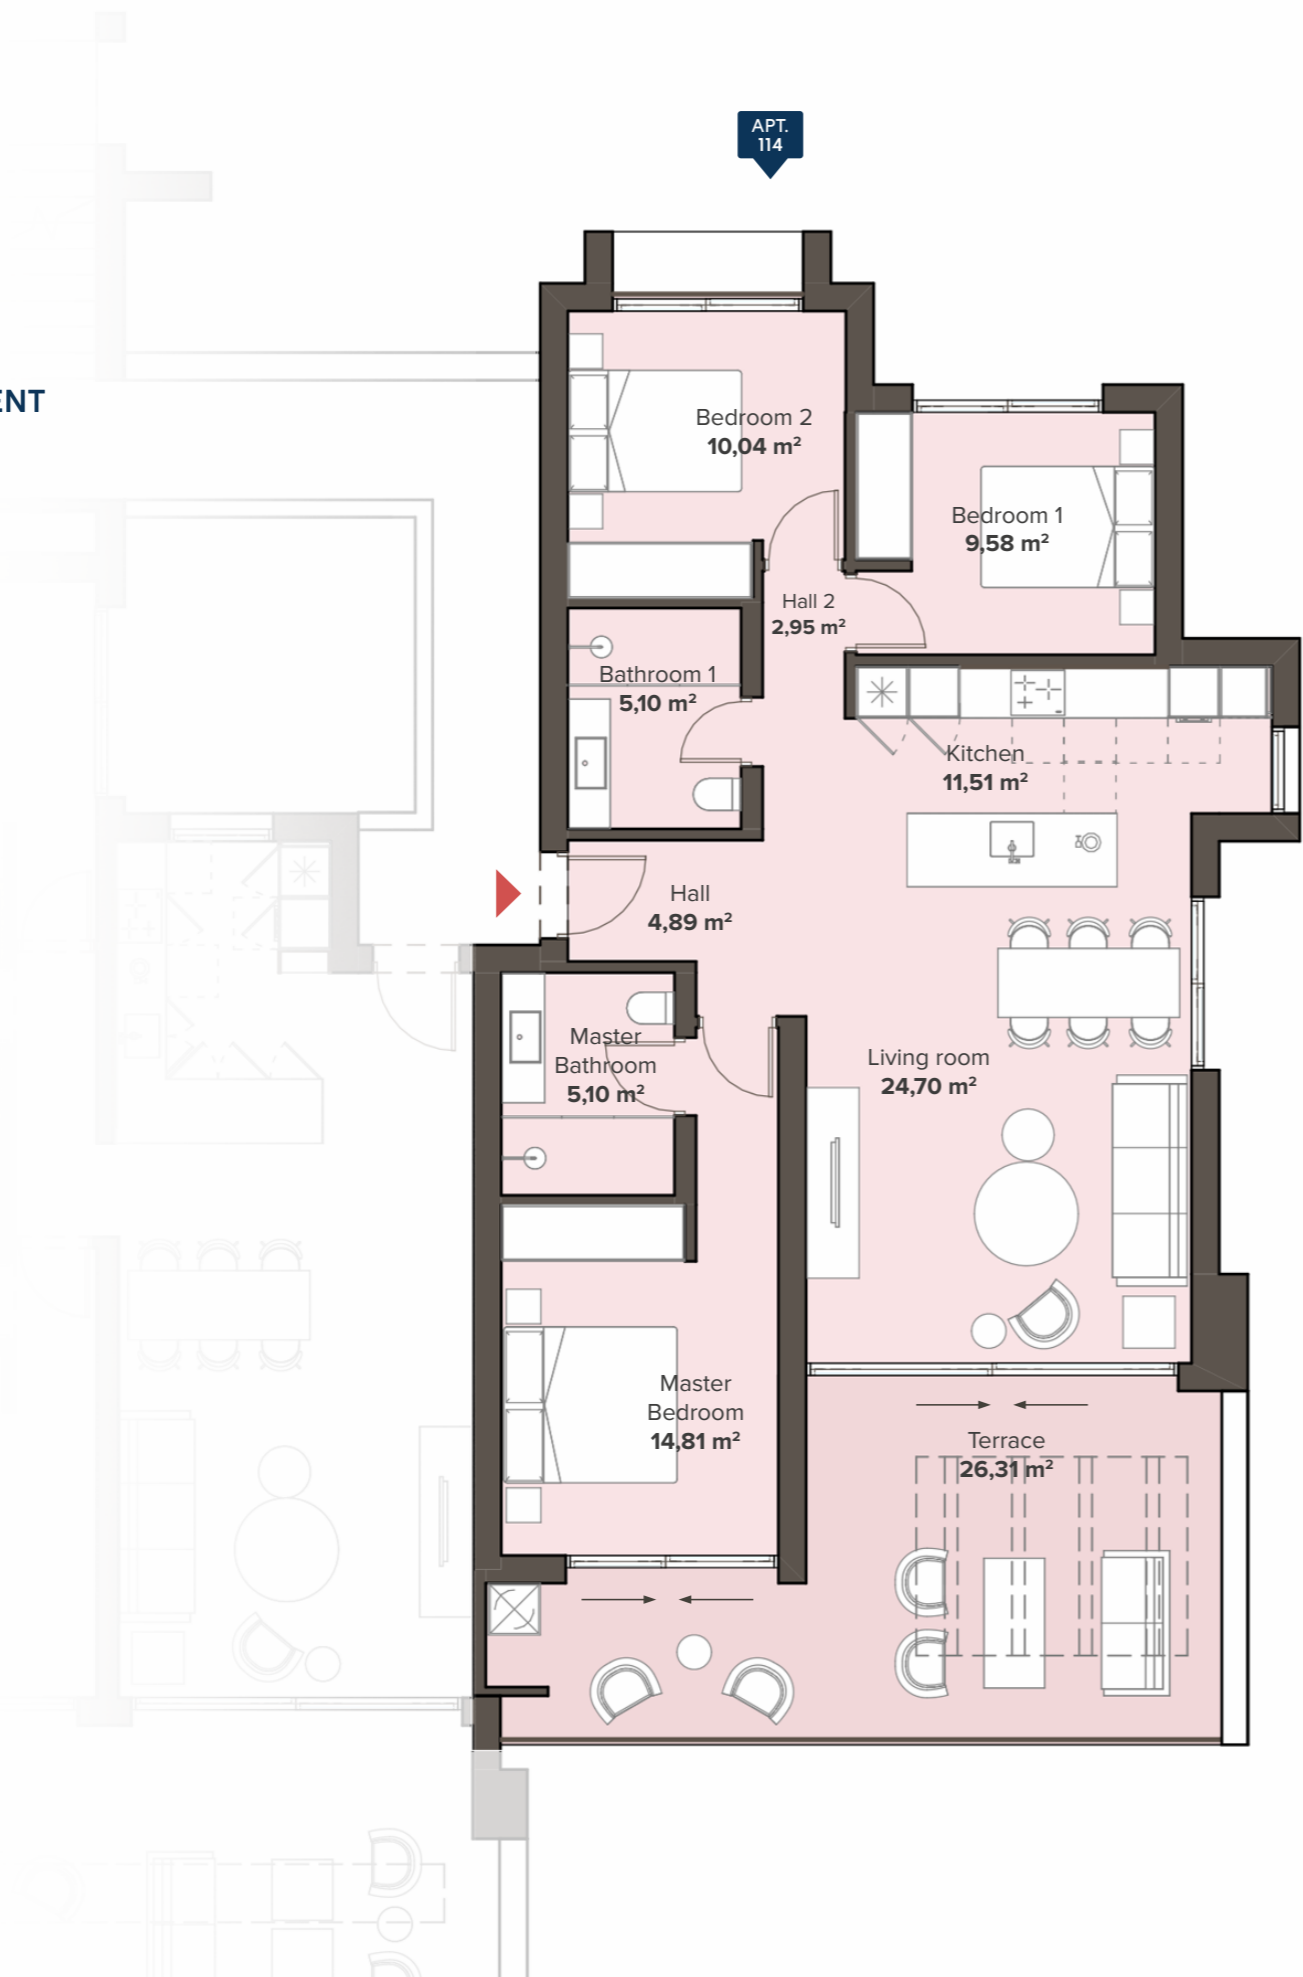 APT.
114
ENT
Bedroom 2
10,04 m²
Bedroom 1
9,58 m²
Hall 2
2,95 m²
Bathroom 1
5,10 m²
Kitchen
11,51 m²
Hall
4,89 m²
Master
Bathroom
5,10 m²
Living room
24,70 m²
Master
Bedroom
14,81 m²
Terrace
26,31 m²